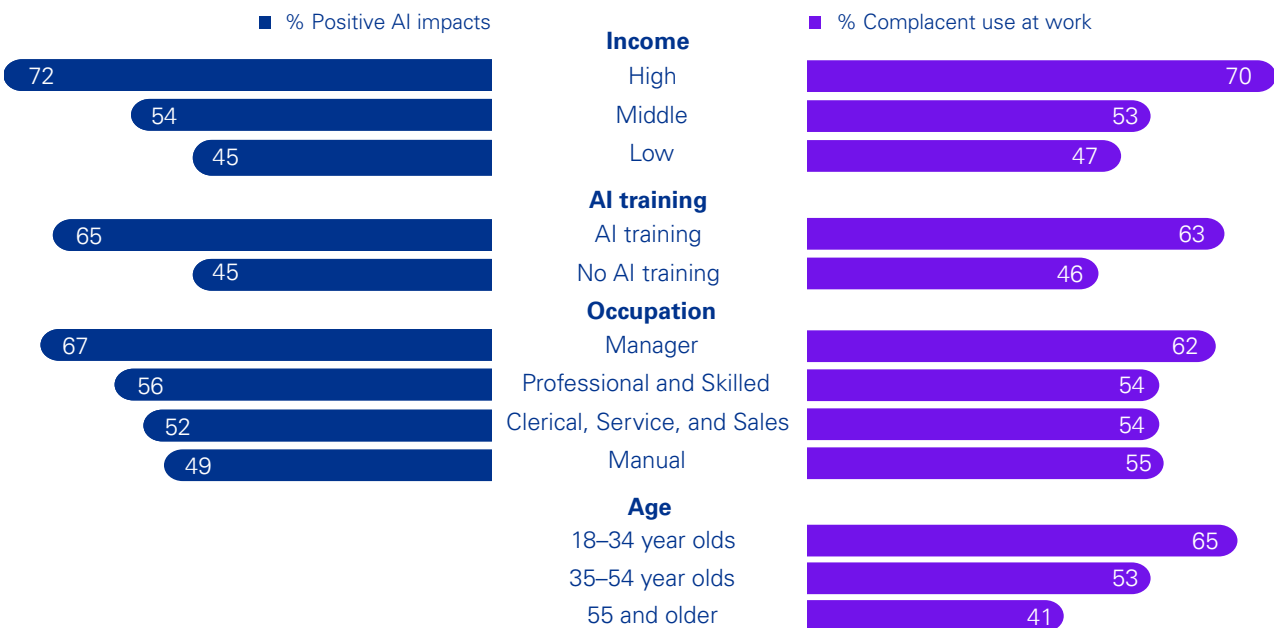 % Positive AI impacts
% Complacent use at work
Income
72 High 70
54 Middle 53
45 Low 47
AI training
65 AI training 63
45 No AI training 46
Occupation
67 Manager 62
56 Professional and Skilled 54
52 Clerical, Service, and Sales 54
49 Manual 55
Age
18–34 year olds 65
35–54 year olds 53
55 and older 41